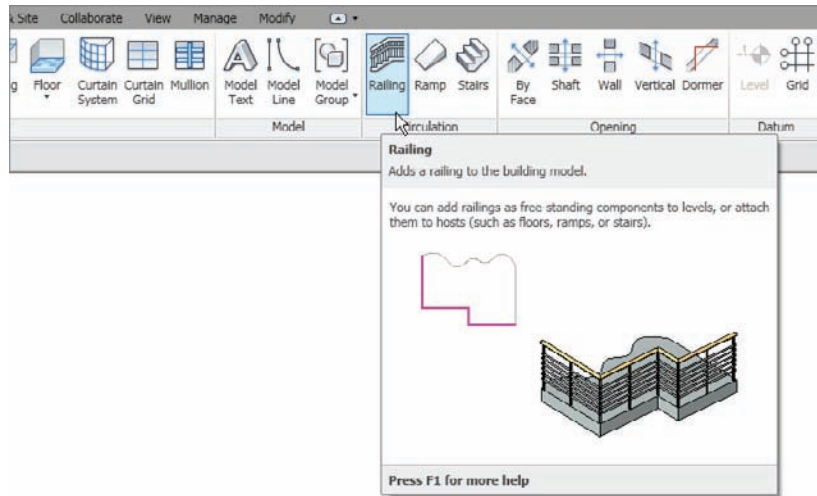 & Site Collaborate View Manage Modify
g Floor Curtain System Curtain Grid Mullion Model Text Model Line Model Group Railing Ramp Stairs By Face Shaft Wall Vertical Dormer Level Grid
Model Circulation Opening Datum
Railing
Adds a railing to the building model.
You can add railings as free standing components to levels, or attach
them to hosts (such as floors, ramps, or stairs).
Press F1 for more help